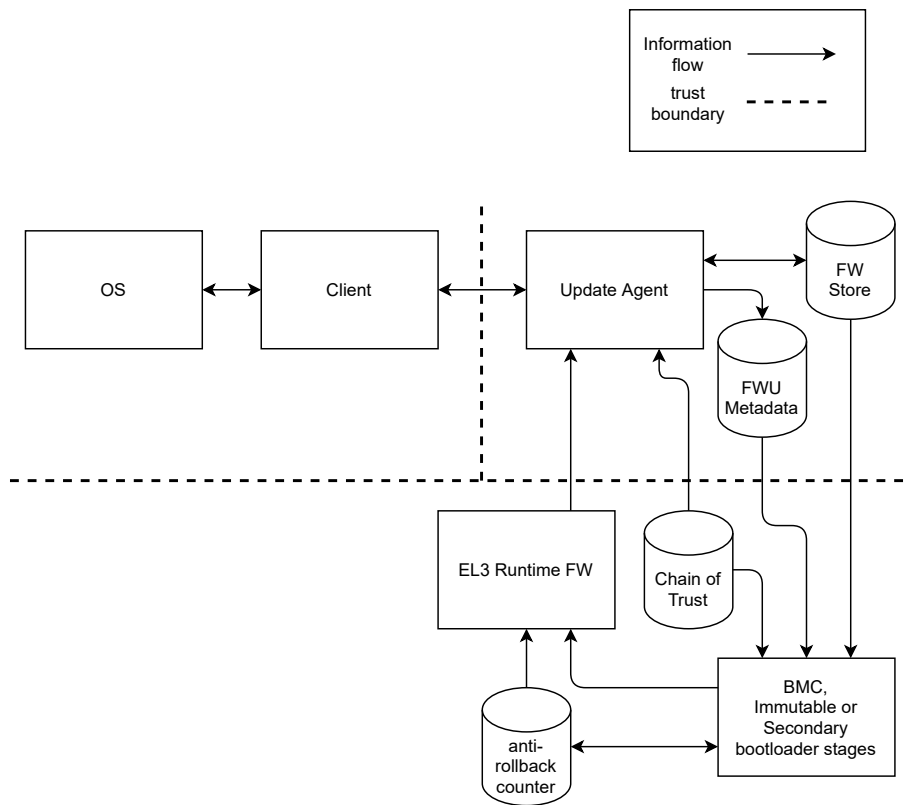 Information
flow
trust
boundary
OS
Client
Update Agent
FW
Store
FWU
Metadata
EL3 Runtime FW
Chain of
Trust
BMC,
Immutable or
Secondary
bootloader stages
anti-
rollback
counter